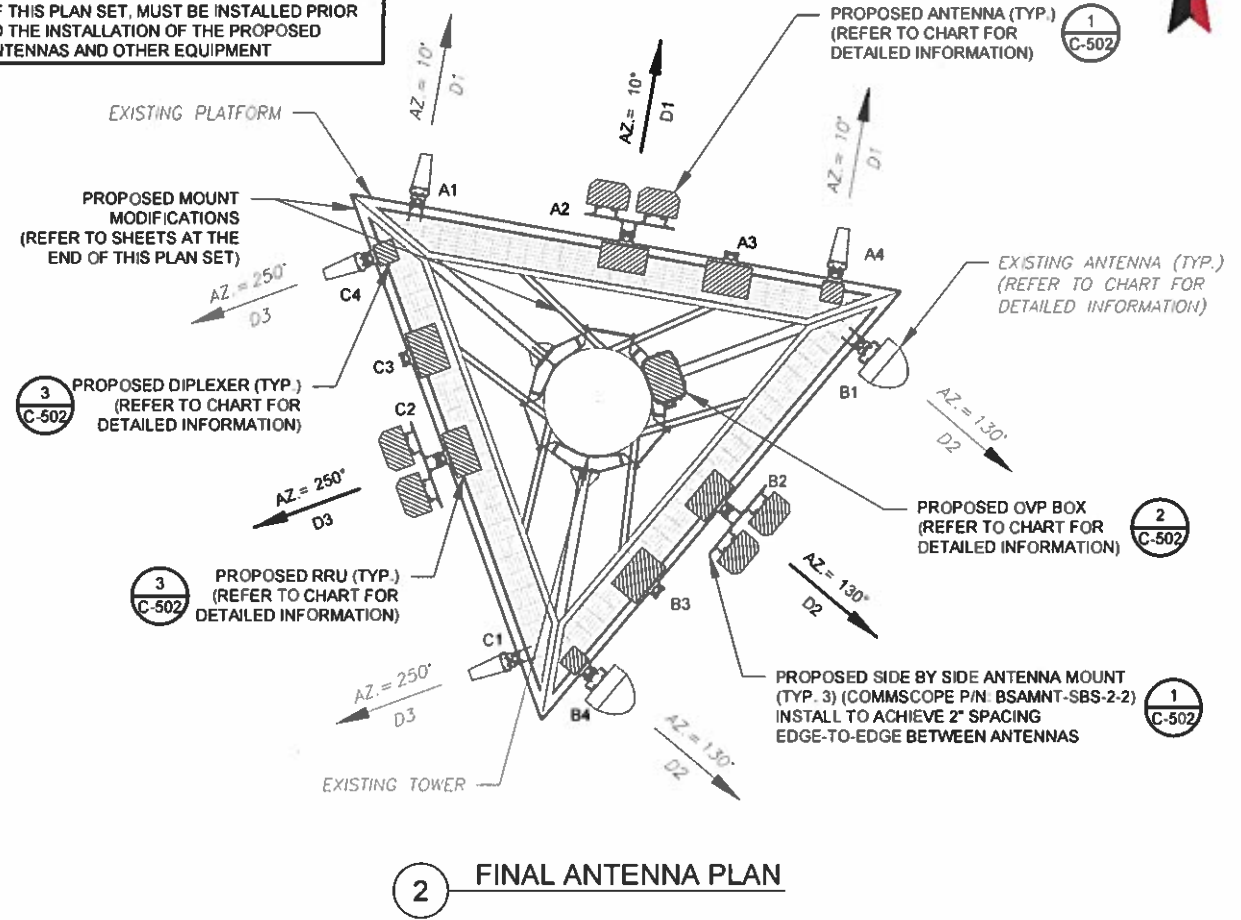 THIS PLAN SET, MUST BE INSTALLED PRIOR
THE INSTALLATION OF THE PROPOSED
AND OTHER EQUIPMENT
PROPOSED ANTENNA (TYP.)
(REFER TO CHART FOR
DETAILED INFORMATION)
1
C-502
AZ.= 10°
D1
AZ.= 10°
D1
AZ.= 10°
D1
EXISTING PLATFORM
PROPOSED MOUNT
MODIFICATIONS
(REFER TO SHEETS AT THE
END OF THIS PLAN SET)
A1
A2
A3
A4
EXISTING ANTENNA (TYP.)
(REFER TO CHART FOR
DETAILED INFORMATION)
AZ.= 250°
D3
C4
3
C-502
PROPOSED DIPLEXER (TYP.)
(REFER TO CHART FOR
DETAILED INFORMATION)
C3
C2
B1
AZ.= 130°
D2
AZ.= 250°
D3
B2
PROPOSED OVP BOX
(REFER TO CHART FOR
DETAILED INFORMATION)
2
C-502
3
C-502
PROPOSED RRU (TYP.)
(REFER TO CHART FOR
DETAILED INFORMATION)
AZ.= 130°
D2
B3
C1
AZ.= 250°
D3
B4
PROPOSED SIDE BY SIDE ANTENNA MOUNT
(TYP. 3) (COMMSCOPE P/N: BSAMNT-SBS-2-2)
INSTALL TO ACHIEVE 2" SPACING
EDGE-TO-EDGE BETWEEN ANTENNAS
1
C-502
AZ.= 130°
D2
EXISTING TOWER
2
FINAL ANTENNA PLAN